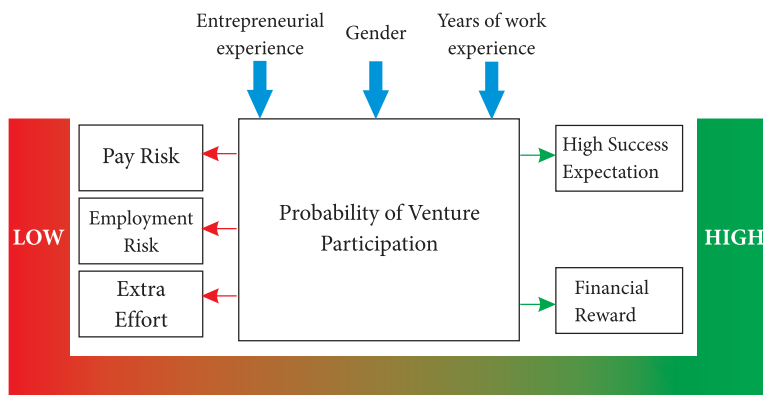 Entrepreneurial
experience
Gender
Years of work
experience
Pay Risk
High Success
Expectation
Employment
Risk
Probability of Venture
Participation
LOW
HIGH
Extra
Effort
Financial
Reward